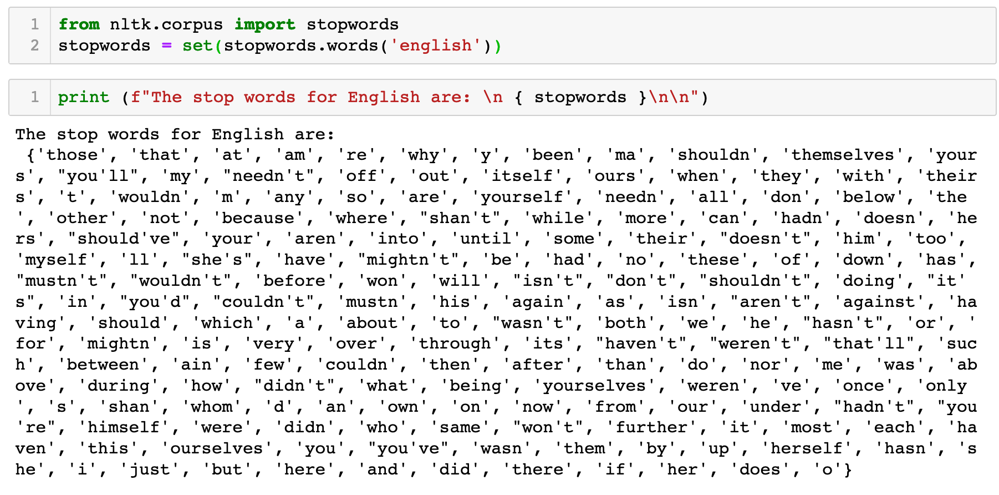 1 from nltk.corpus import stopwords
2 stopwords = set(stopwords.words('english'))
1 print (f"The stop words for English are: \n { stopwords }\n\n")
The stop words for English are:
 {'those', 'that', 'at', 'am', 're', 'why', 'y', 'been', 'ma', 'shouldn', 'themselves', 'your
s', "you'll", 'my', "needn't", 'off', 'out', 'itself', 'ours', 'when', 'they', 'with', 'their
s', 't', 'wouldn', 'm', 'any', 'so', 'are', 'yourself', 'needn', 'all', 'don', 'below', 'the
', 'other', 'not', 'because', 'where', "shan't", 'while', 'more', 'can', 'hadn', 'doesn', 'he
rs', "should've", 'your', 'aren', 'into', 'until', 'some', 'their', "doesn't", 'him', 'too',
'myself', 'll', "she's", 'have', "mightn't", 'be', 'had', 'no', 'these', 'of', 'down', 'has',
"mustn't", "wouldn't", 'before', 'won', 'will', "isn't", "don't", "shouldn't", 'doing', "it'
s", 'in', "you'd", "couldn't", 'mustn', 'his', 'again', 'as', 'isn', "aren't", 'against', 'ha
ving', 'should', 'which', 'a', 'about', 'to', "wasn't", 'both', 'we', 'he', "hasn't", 'or', '
for', 'mightn', 'is', 'very', 'over', 'through', 'its', "haven't", "weren't", "that'll", 'suc
h', 'between', 'ain', 'few', 'couldn', 'then', 'after', 'than', 'do', 'nor', 'me', 'was', 'ab
ove', 'during', 'how', "didn't", 'what', 'being', 'yourselves', 'weren', 've', 'once', 'only
', 's', 'shan', 'whom', 'd', 'an', 'own', 'on', 'now', 'from', 'our', 'under', "hadn't", "you
're", 'himself', 'were', 'didn', 'who', 'same', "won't", 'further', 'it', 'most', 'each', 'ha
ven', 'this', 'ourselves', 'you', "you've", 'wasn', 'them', 'by', 'up', 'herself', 'hasn', 's
he', 'i', 'just', 'but', 'here', 'and', 'did', 'there', 'if', 'her', 'does', 'o'}